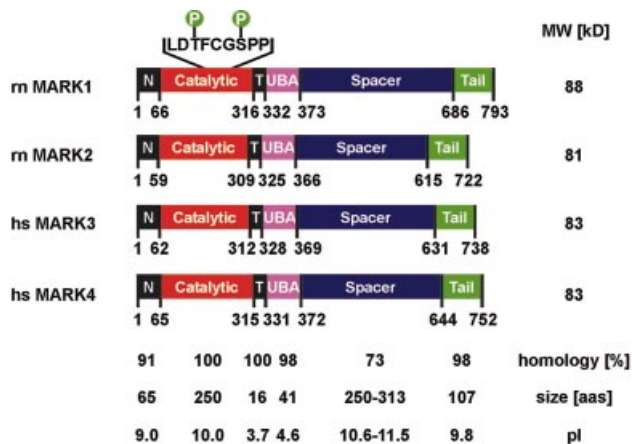 P P
LDTFCGSPP
MW [kD]
rn MARK1 N Catalytic T UBA Spacer Tail 88
1 66 316 332 373 686 793
rn MARK2 N Catalytic T UBA Spacer Tail 81
1 59 309 325 366 615 722
hs MARK3 N Catalytic T UBA Spacer Tail 83
1 62 312 328 369 631 738
hs MARK4 N Catalytic T UBA Spacer Tail 83
1 65 315 331 372 644 752
91 100 100 98 73 98 homology [%]
65 250 16 41 250-313 107 size [aas]
9.0 10.0 3.7 4.6 10.6-11.5 9.8 pI